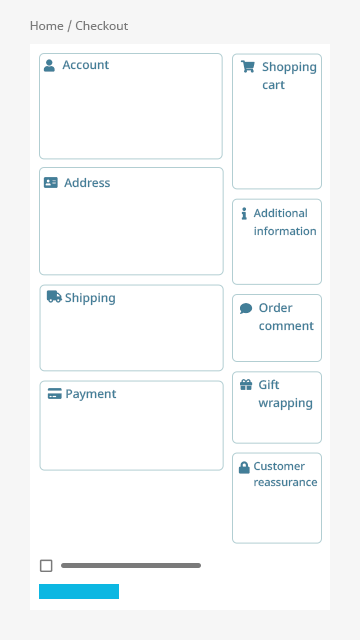 Home / Checkout
Account
Address
Shipping
Payment
Shopping
cart
Additional
information
Order
comment
Gift
wrapping
Customer
reassurance